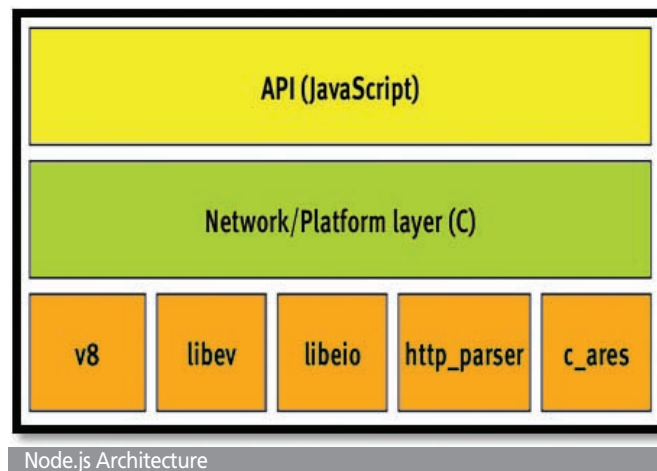 API (JavaScript)
Network/Platform layer (C)
v8 libev libeio http_parser c_ares
Node.js Architecture